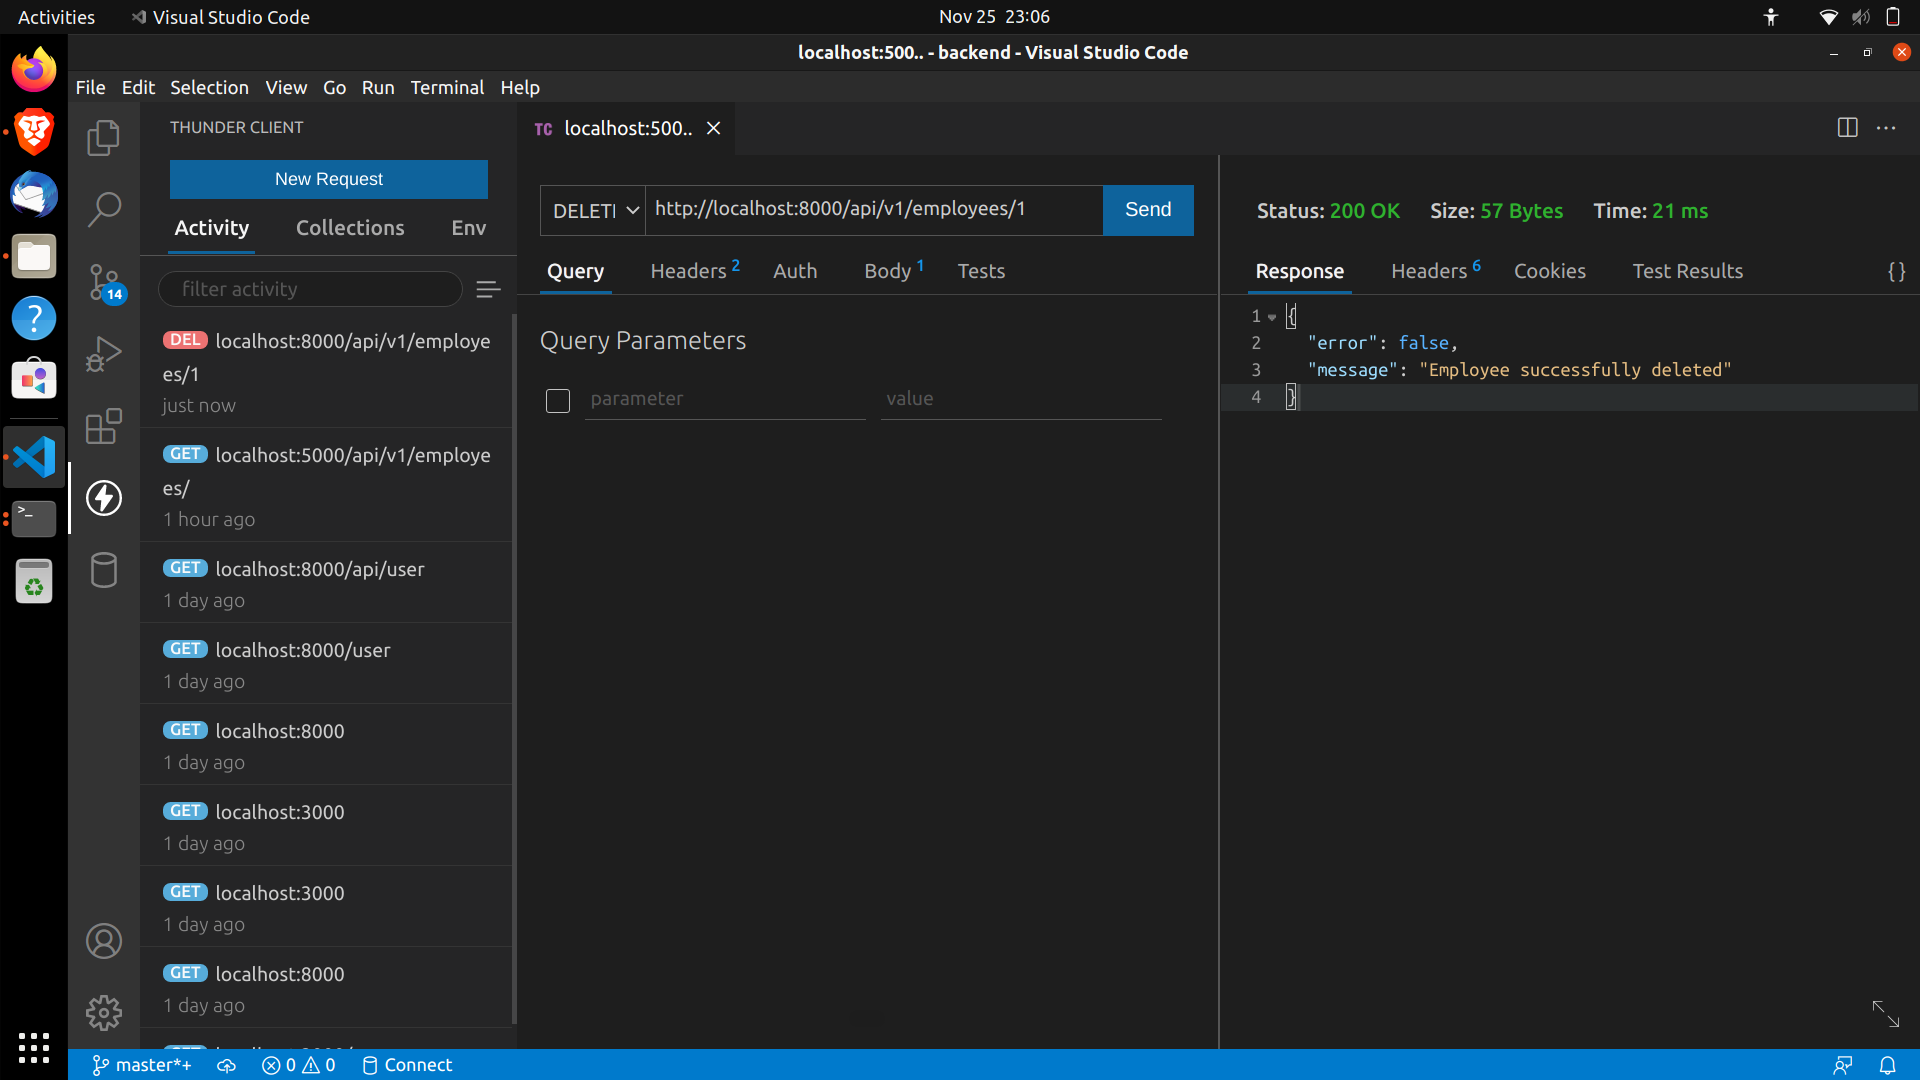 Activities
Visual Studio Code
Nov 25 23:06
localhost:500.. - backend - Visual Studio Code
File Edit Selection View Go Run Terminal Help
THUNDER CLIENT
New Request
Activity Collections Env
filter activity
DEL localhost:8000/api/v1/employe
es/1
just now
GET localhost:5000/api/v1/employe
es/
1 hour ago
GET localhost:8000/api/user
1 day ago
GET localhost:8000/user
1 day ago
GET localhost:8000
1 day ago
GET localhost:3000
1 day ago
GET localhost:3000
1 day ago
GET localhost:8000
1 day ago
14
TC localhost:500..
DELETI http://localhost:8000/api/v1/employees/1 Send
Query Headers 2 Auth Body 1 Tests
Query Parameters
parameter value
Status: 200 OK Size: 57 Bytes Time: 21 ms
Response Headers 6 Cookies Test Results {}
1 {
2 "error": false,
3 "message": "Employee successfully deleted"
4 }
master*+ 0 0 Connect